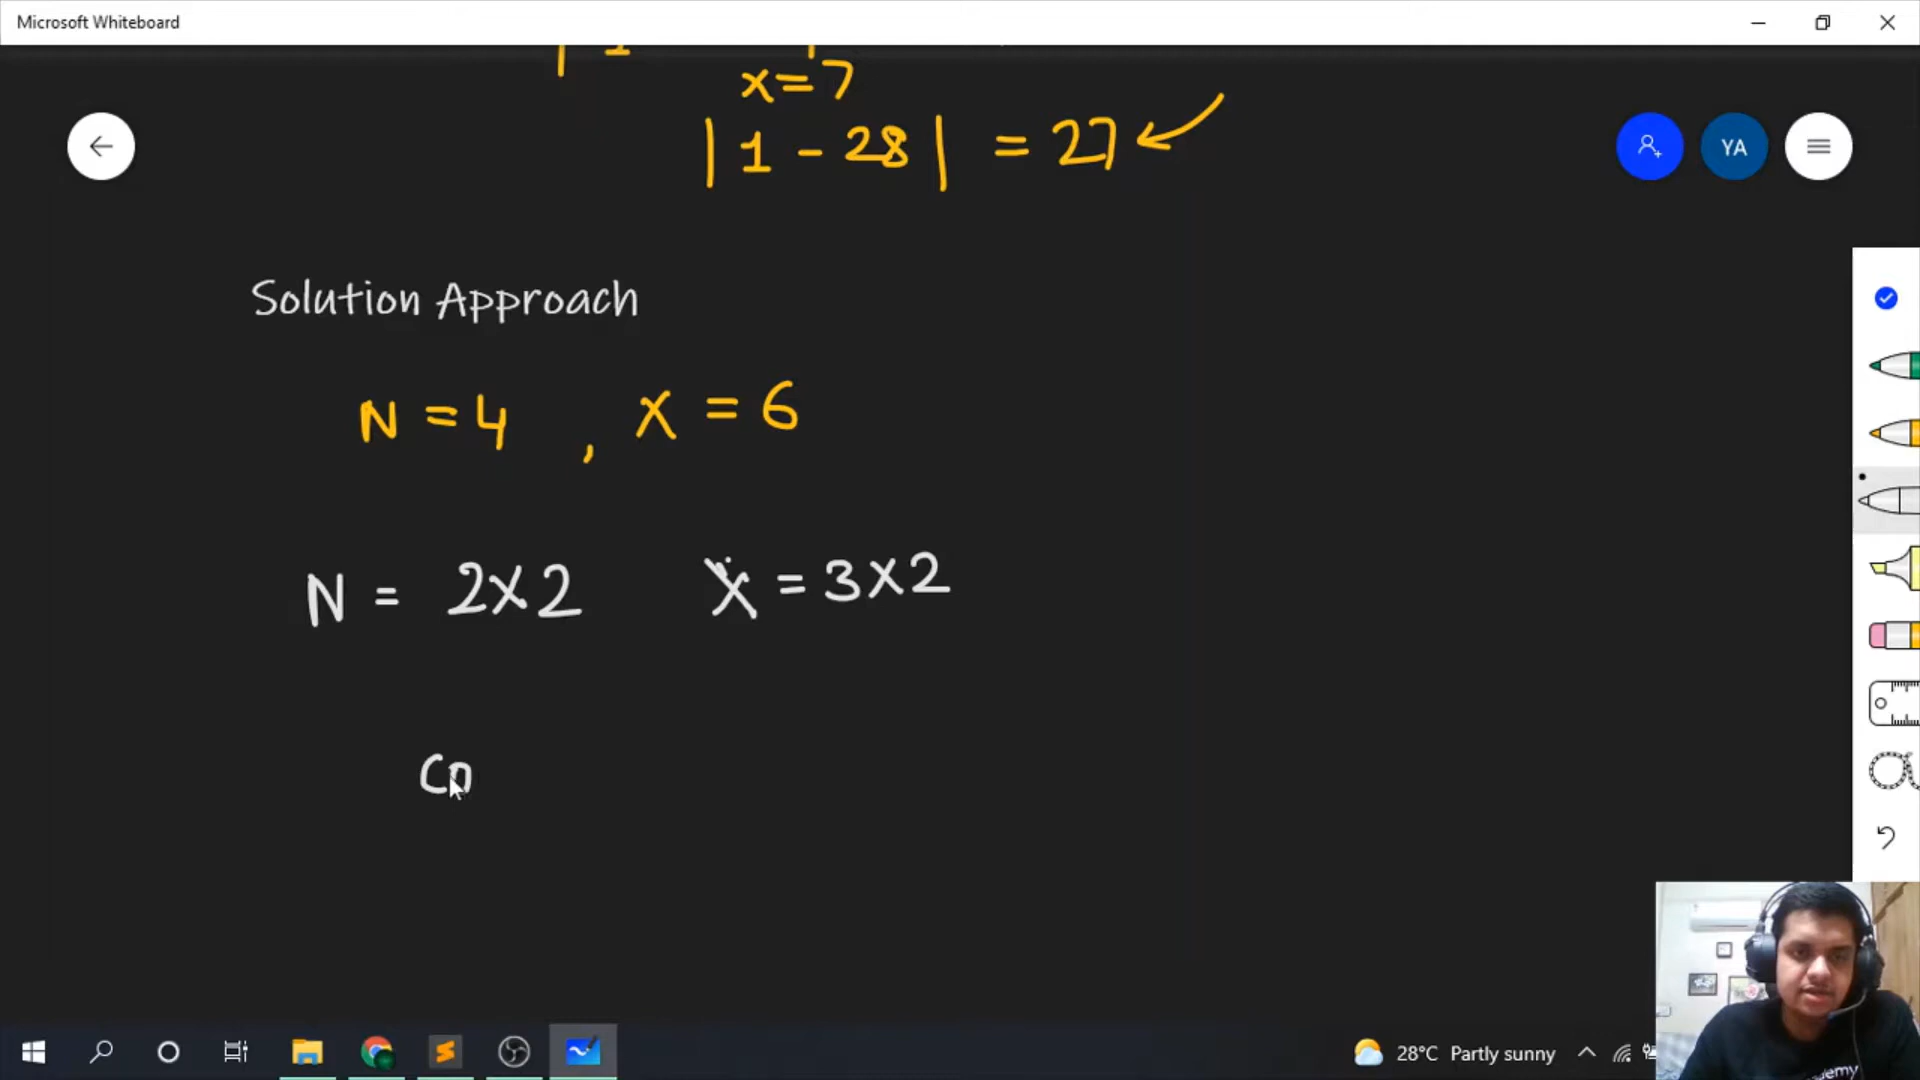 Microsoft Whiteboard
x=7
| 1 - 28 | = 27
YA
Solution Approach
N = 4 , X = 6
N = 2x2 X = 3x2
Co
28°C Partly sunny